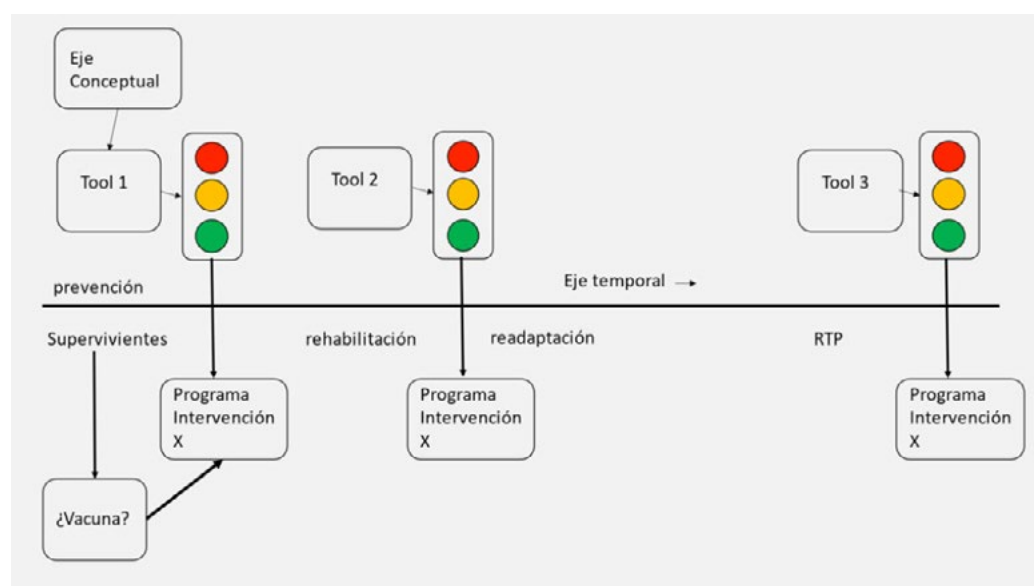 Eje
Conceptual
Tool 1
Tool 2
Tool 3
prevención
Eje temporal
Supervivientes
rehabilitación
readaptación
RTP
Programa
Intervención
X
Programa
Intervención
X
Programa
Intervención
X
¿Vacuna?